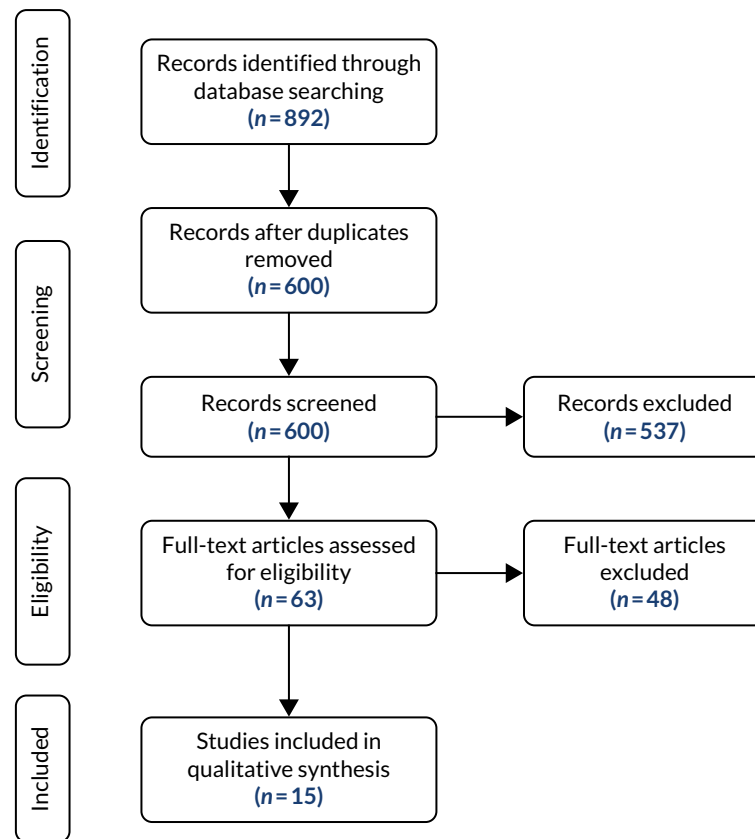 Identification
Records identified through
database searching
(n=892)
Records after duplicates
removed
(n=600)
Screening
Records screened
(n=600)
Records excluded
(n=537)
Eligibility
Full-text articles assessed
for eligibility
(n=63)
Full-text articles
excluded
(n=48)
Included
Studies included in
qualitative synthesis
(n=15)